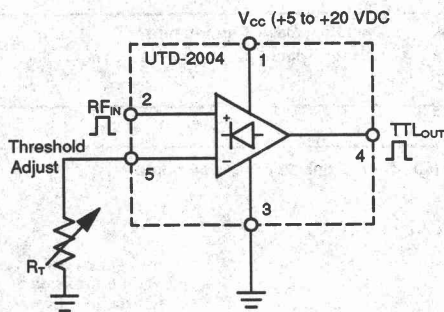 VCC (+5 to +20 VDC
UTD-2004
1
RFIN
2
+
Threshold
Adjust
5
−
TTLOUT
4
3
RT